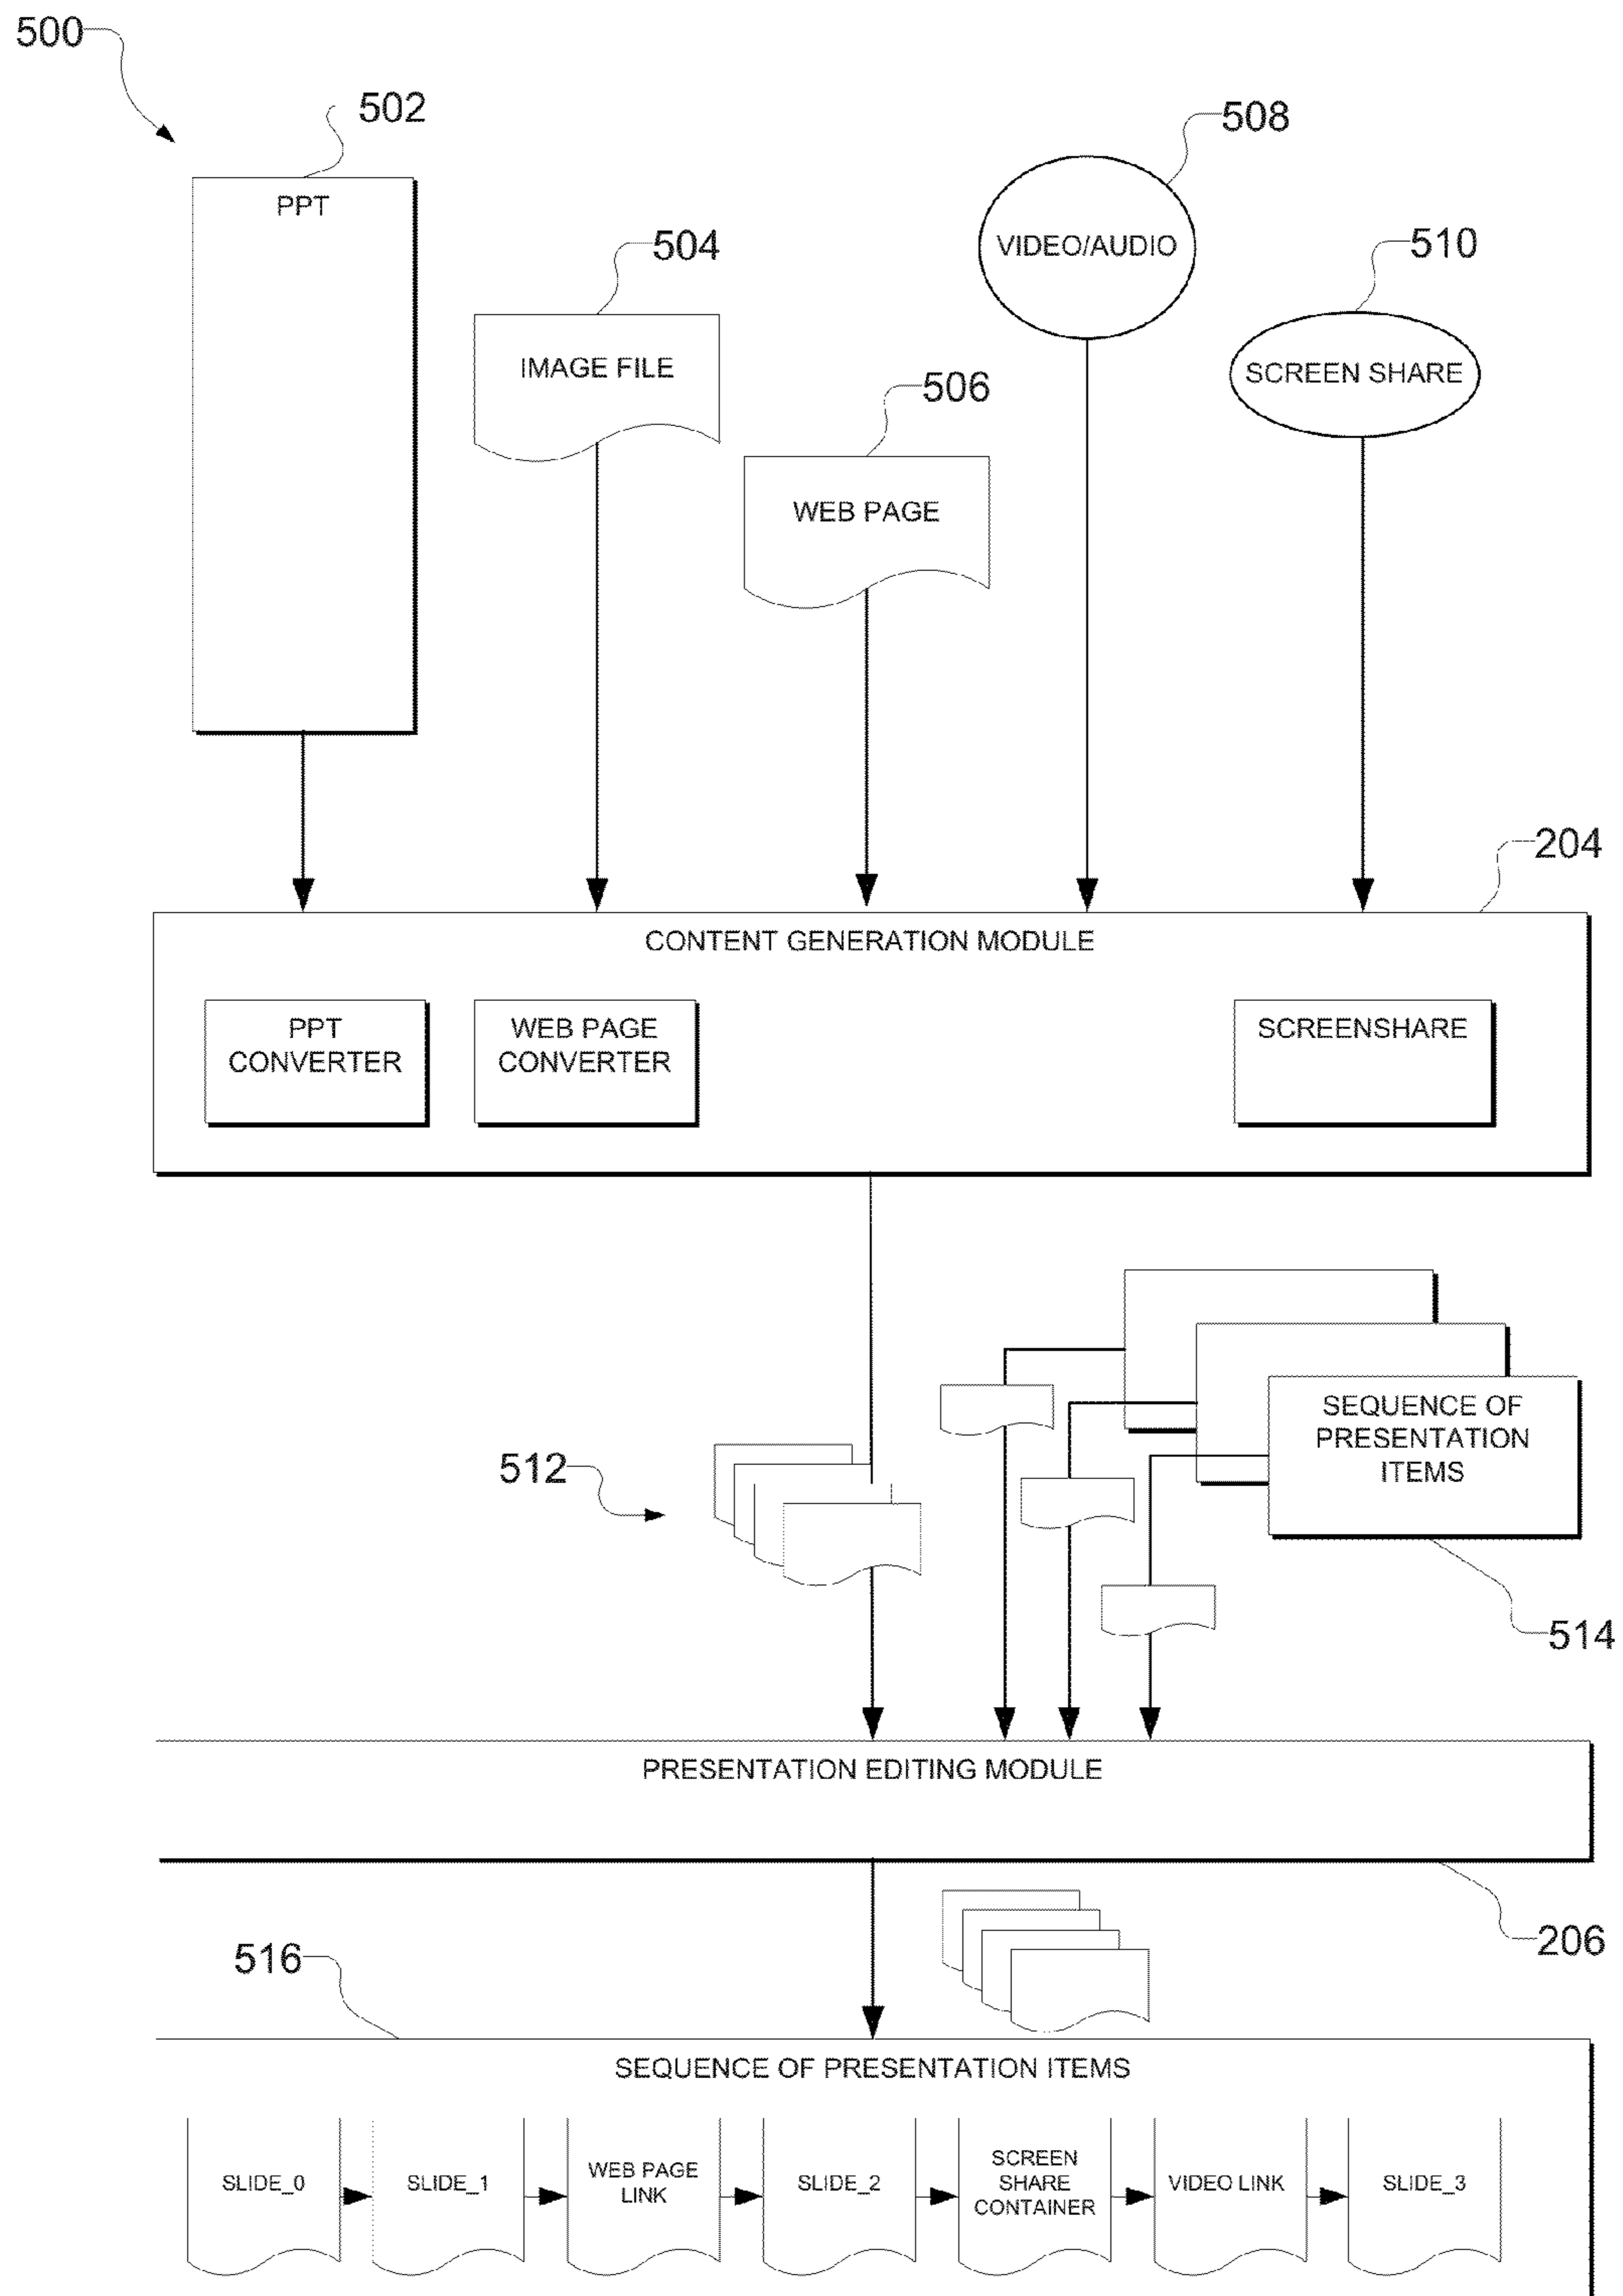 500
502
PPT
508
VIDEO/AUDIO
504
IMAGE FILE
510
SCREEN SHARE
506
WEB PAGE
204
CONTENT GENERATION MODULE
PPT
CONVERTER
WEB PAGE
CONVERTER
SCREENSHARE
SEQUENCE OF
PRESENTATION
ITEMS
512
514
PRESENTATION EDITING MODULE
206
516
SEQUENCE OF PRESENTATION ITEMS
SLIDE_0
SLIDE_1
WEB PAGE
LINK
SLIDE_2
SCREEN
SHARE
CONTAINER
VIDEO LINK
SLIDE_3